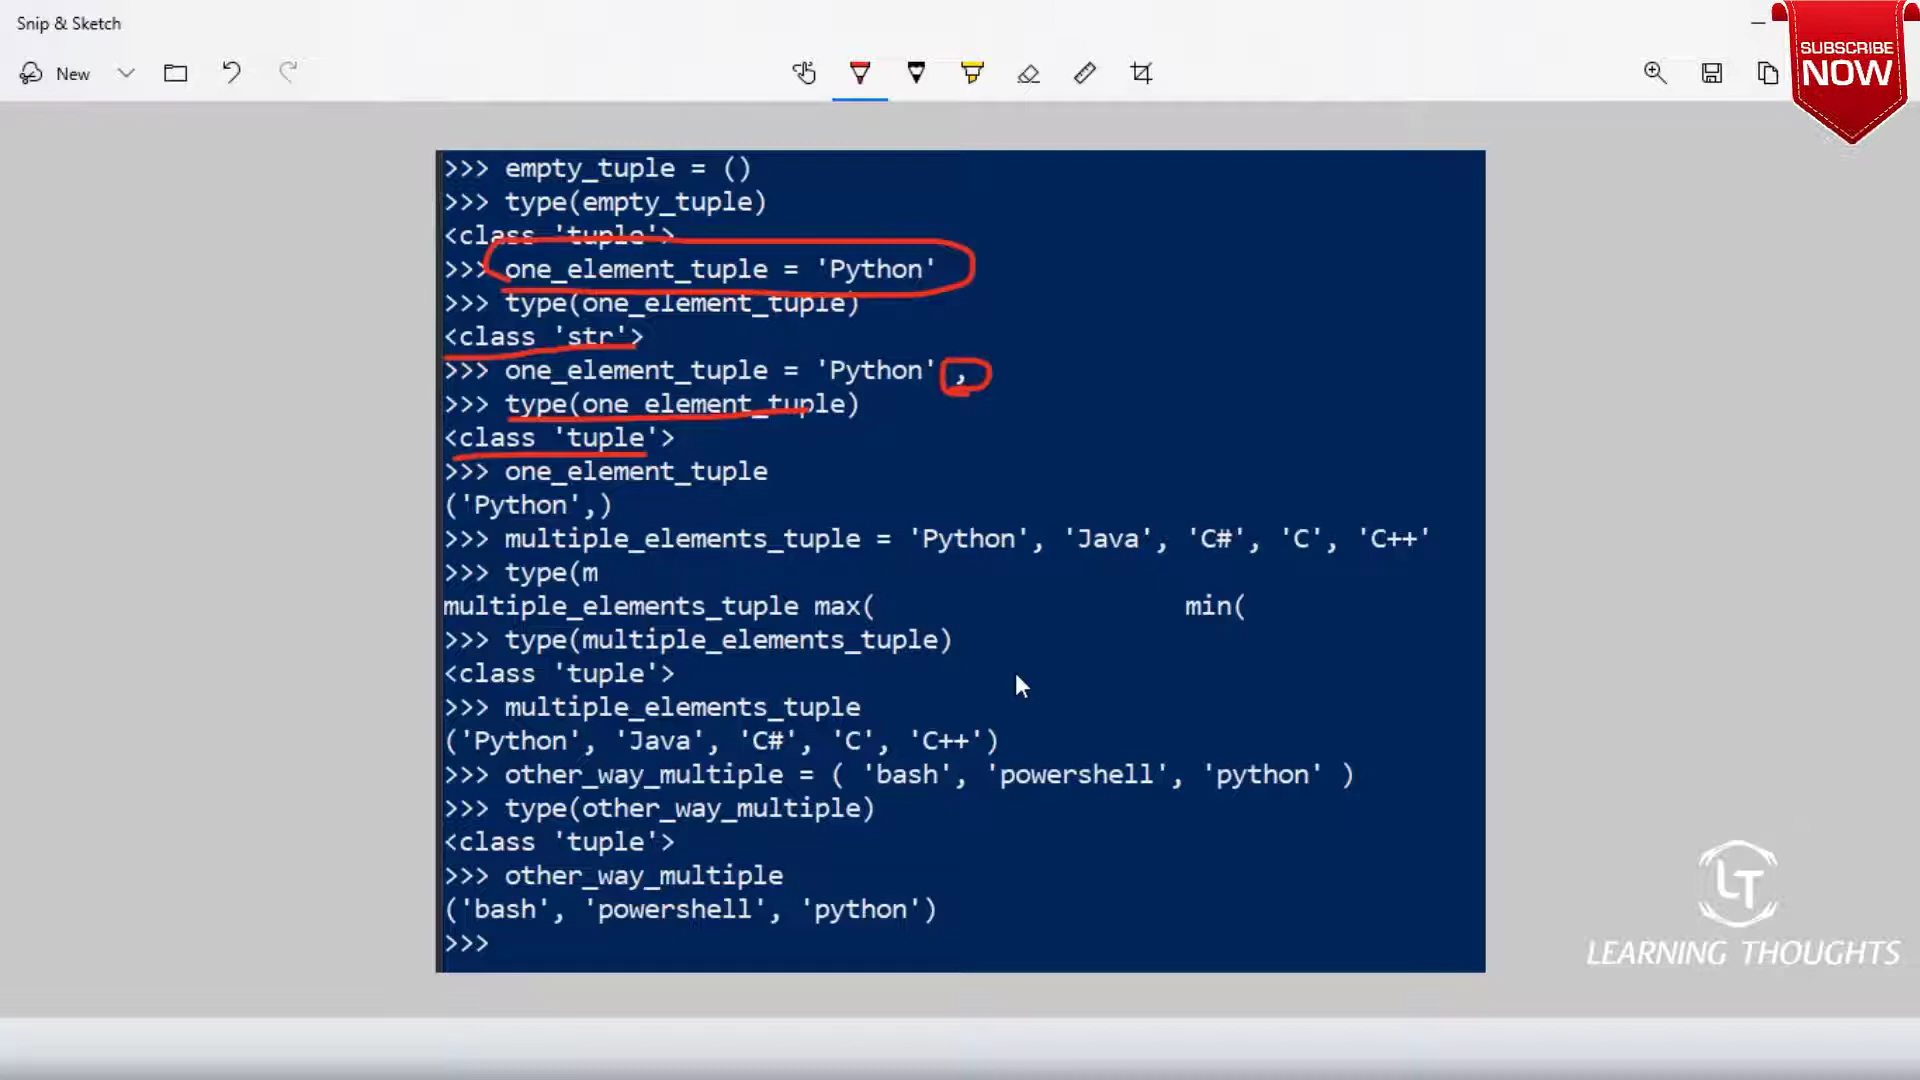 Snip & Sketch
New
SUBSCRIBE
NOW
>>> empty_tuple = ()
>>> type(empty_tuple)
<class 'tuple'>
>>> one_element_tuple = 'Python'
>>> type(one_element_tuple)
<class 'str'>
>>> one_element_tuple = 'Python' ,
>>> type(one_element_tuple)
<class 'tuple'>
>>> one_element_tuple
('Python',)
>>> multiple_elements_tuple = 'Python', 'Java', 'C#', 'C', 'C++'
>>> type(m
multiple_elements_tuple max( min(
>>> type(multiple_elements_tuple)
<class 'tuple'>
>>> multiple_elements_tuple
('Python', 'Java', 'C#', 'C', 'C++')
>>> other_way_multiple = ( 'bash', 'powershell', 'python' )
>>> type(other_way_multiple)
<class 'tuple'>
>>> other_way_multiple
('bash', 'powershell', 'python')
>>>
LT
LEARNING THOUGHTS